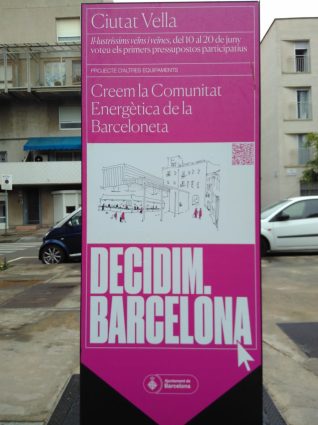 Ciutat Vella
Il·lustríssims veïns i veïnes, del 10 al 20 de juny
voteu els primers pressupostos participatius
PROJECTE D'ALTRES EQUIPAMENTS
Creem la Comunitat
Energètica de la
Barceloneta
DECIDIM.
BARCELONA
Ajuntament de
Barcelona